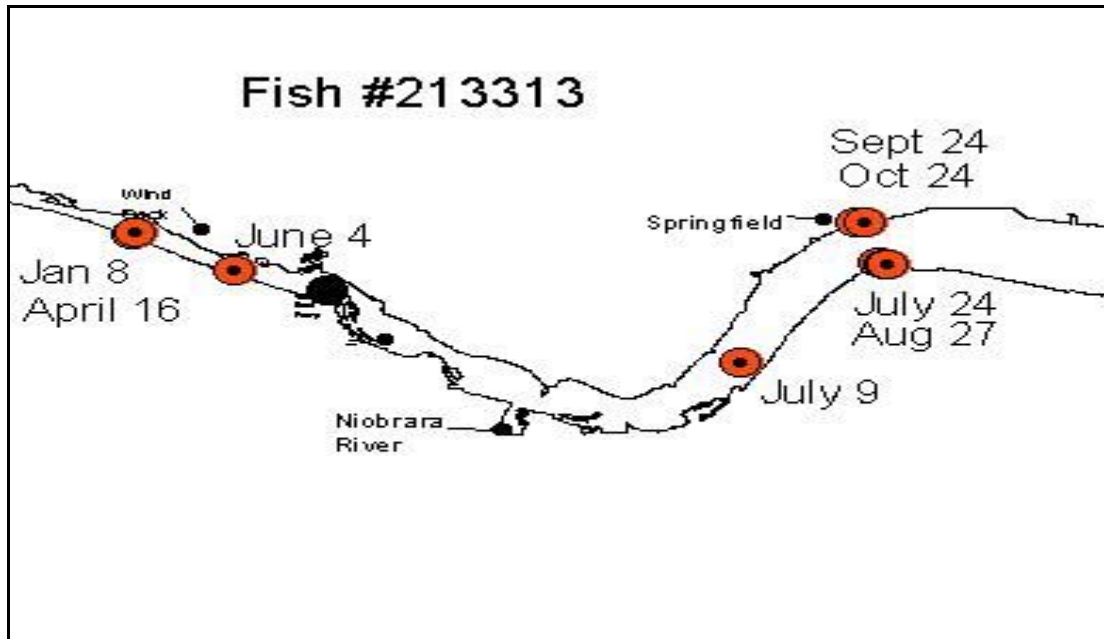 Fish #213313
Sept 24
Oct 24
Wind
Springfield
June 4
Jan 8
April 16
July 24
Aug 27
July 9
Niobrara
River